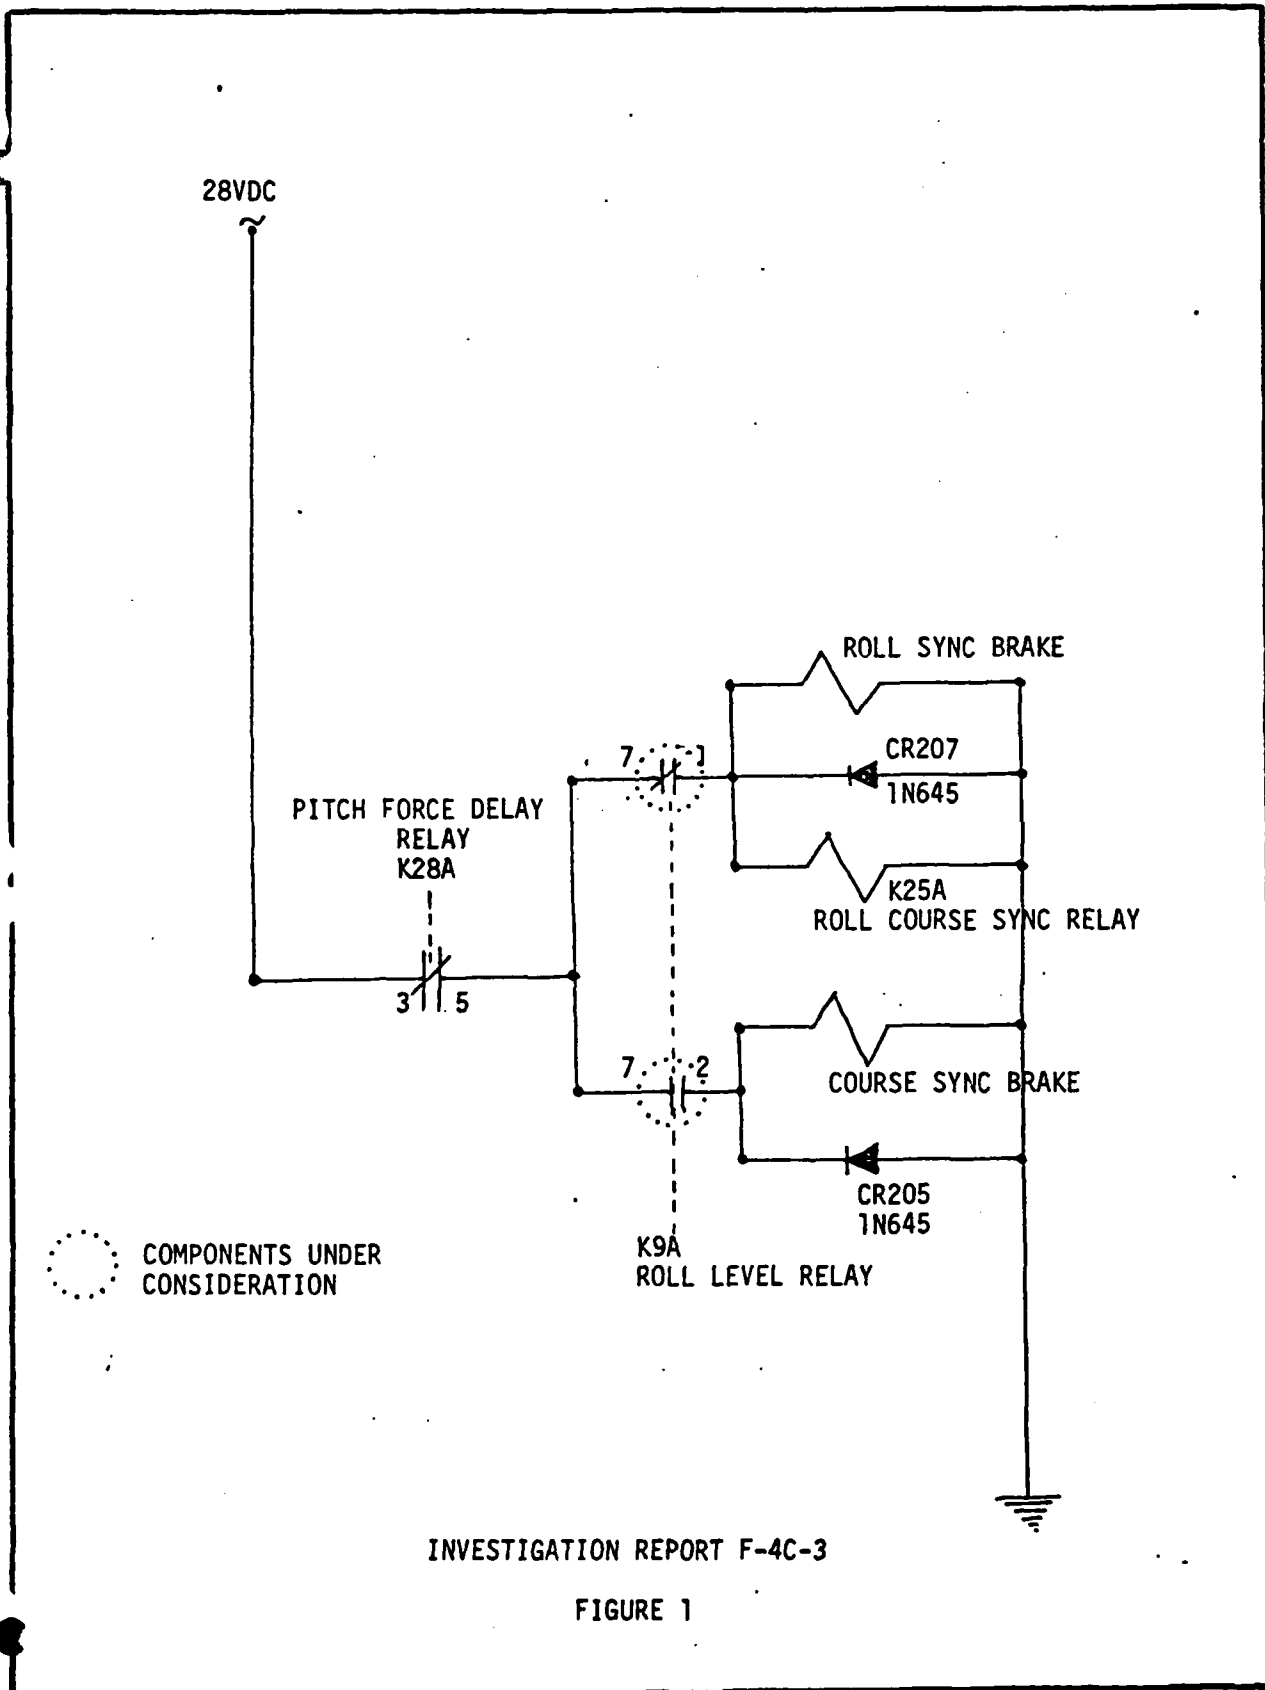 28VDC
ROLL SYNC BRAKE
7
1
CR207
1N645
PITCH FORCE DELAY
RELAY
K28A
K25A
ROLL COURSE SYNC RELAY
3
5
7
2
COURSE SYNC BRAKE
CR205
1N645
K9A
ROLL LEVEL RELAY
COMPONENTS UNDER
CONSIDERATION
INVESTIGATION REPORT F-4C-3
FIGURE 1